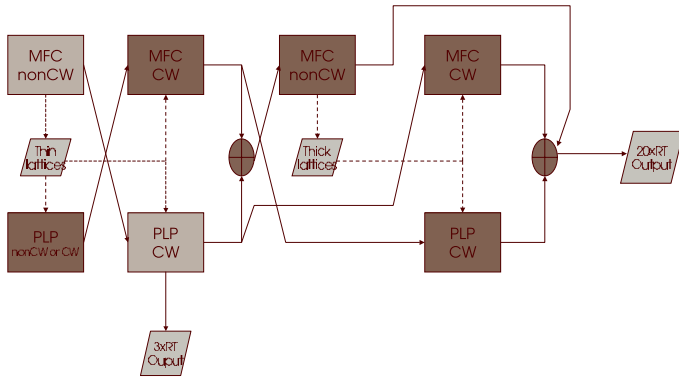 MFC
nonCW
MFC
CW
MFC
nonCW
MFC
CW
Thin
lattices
Thick
lattices
20xRT
Output
PLP
nonCW or CW
PLP
CW
PLP
CW
3xRT
Ouput